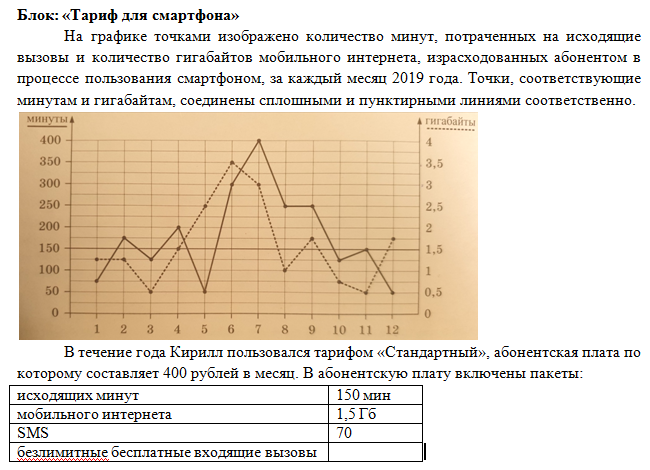 Блок: «Тариф для смартфона»
На графике точками изображено количество минут, потраченных на исходящие
вызовы и количество гигабайтов мобильного интернета, израсходованных абонентом в
процессе пользования смартфоном, за каждый месяц 2019 года. Точки, соответствующие
минутам и гигабайтам, соединены сплошными и пунктирными линиями соответственно.
минуты гигабайты
400 4
350 3,5
300 3
250 2,5
200 2
150 1,5
100 1
50 0,5
0 0
1 2 3 4 5 6 7 8 9 10 11 12
В течение года Кирилл пользовался тарифом «Стандартный», абонентская плата по
которому составляет 400 рублей в месяц. В абонентскую плату включены пакеты:
исходящих минут 150 мин
мобильного интернета 1,5 Гб
SMS 70
безлимитные бесплатные входящие вызовы